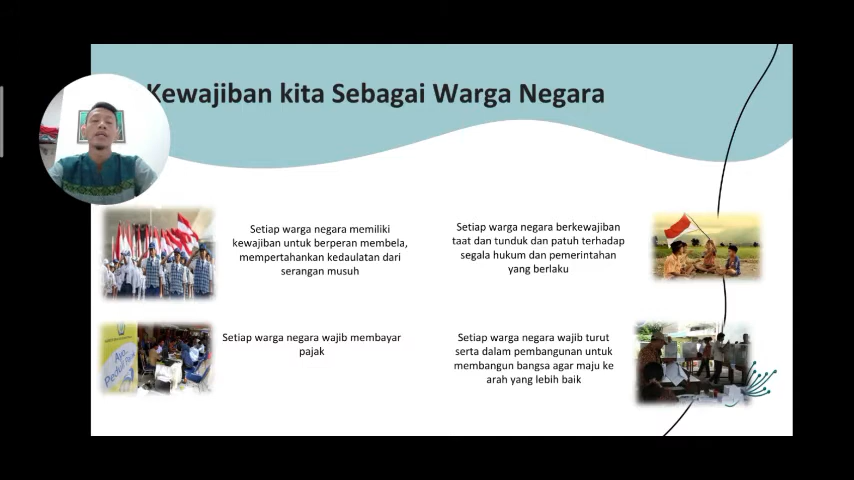 Kewajiban kita Sebagai Warga Negara
Setiap warga negara memiliki
kewajiban untuk berperan membela,
mempertahankan kedaulatan dari
serangan musuh
Setiap warga negara berkewajiban
taat dan tunduk dan patuh terhadap
segala hukum dan pemerintahan
yang berlaku
Setiap warga negara wajib membayar
pajak
Setiap warga negara wajib turut
serta dalam pembangunan untuk
membangun bangsa agar maju ke
arah yang lebih baik
Ayo
Peduli